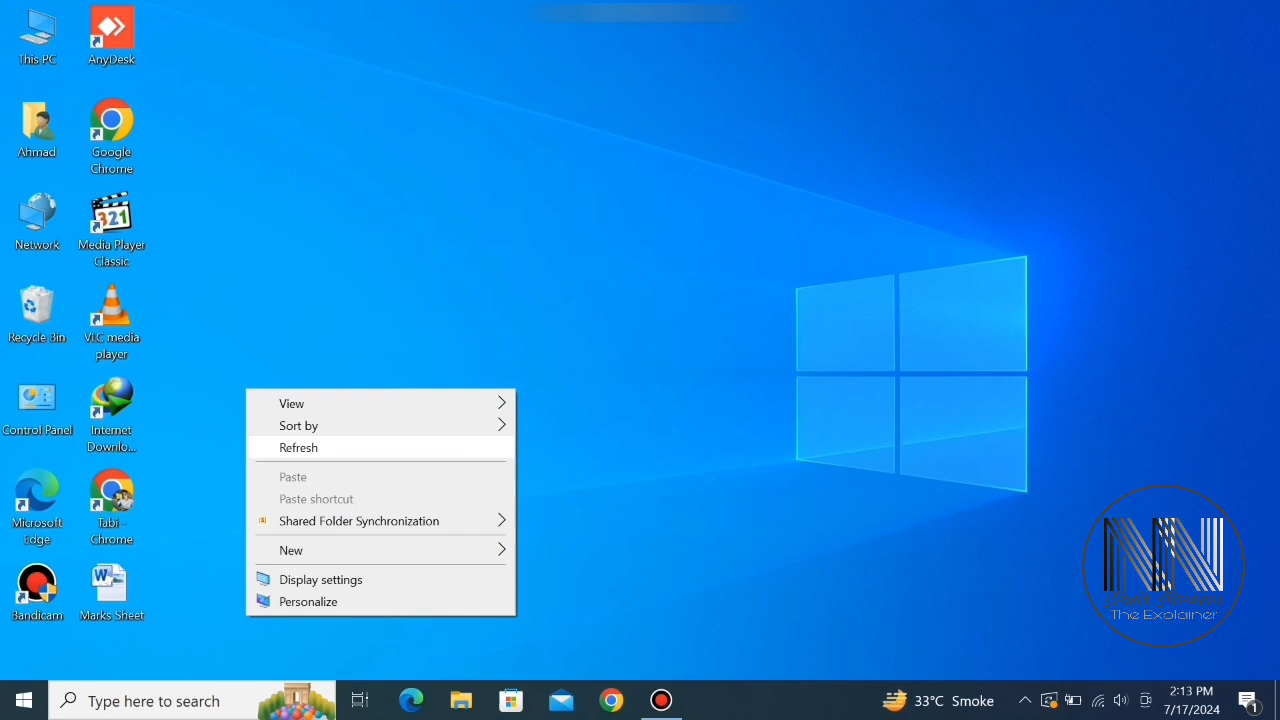 This PC
AnyDesk
Ahmad
Google
Chrome
Network
321
Media Player
Classic
Recycle Bin
VLC media
player
Control Panel
Internet
Downlo...
Microsoft
Edge
Tabi -
Chrome
Bandicam
W
Marks Sheet
View
Sort by
Refresh
Paste
Paste shortcut
Shared Folder Synchronization
New
Display settings
Personalize
NN
The Explainer
Type here to search
33°C Smoke
2:13 PM
7/17/2024
1